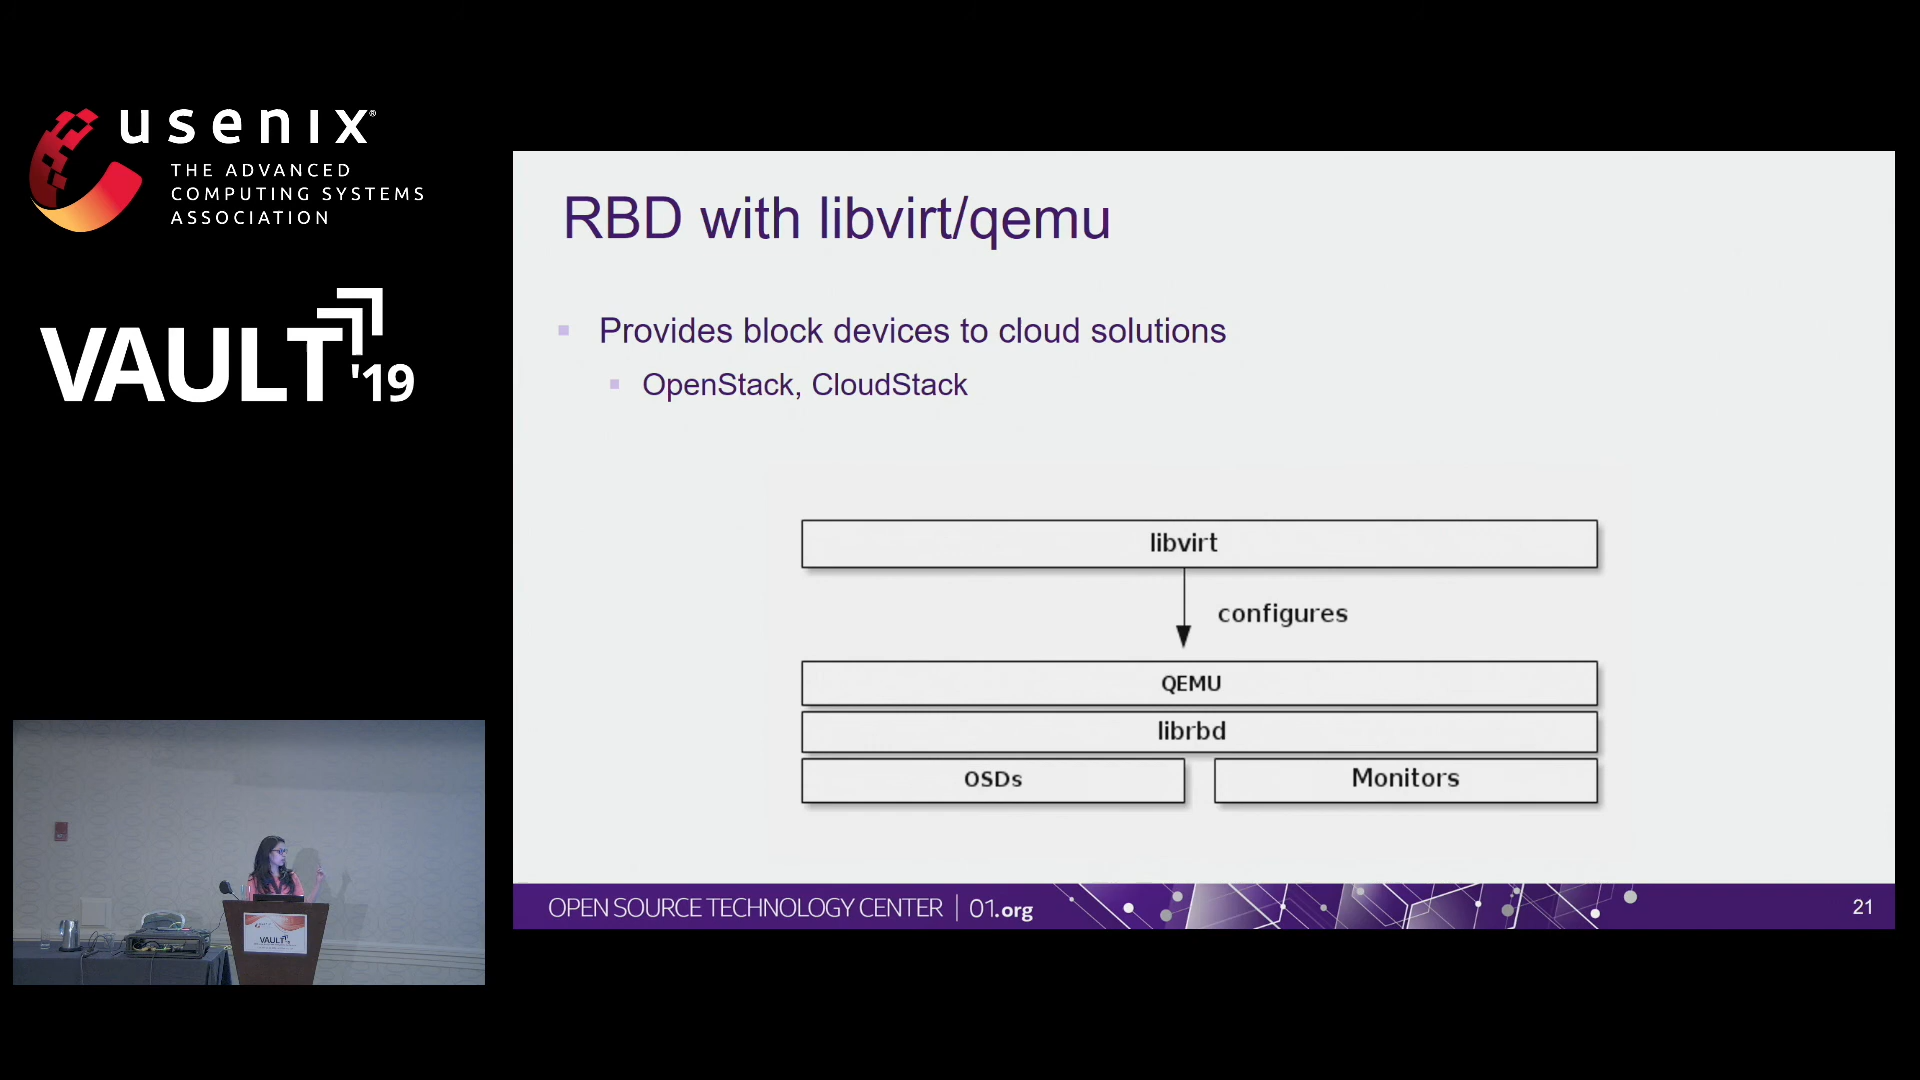 usenix®
THE ADVANCED
COMPUTING SYSTEMS
ASSOCIATION
VAULT '19
RBD with libvirt/qemu
Provides block devices to cloud solutions
OpenStack, CloudStack
libvirt
configures
QEMU
librbd
OSDs
Monitors
OPEN SOURCE TECHNOLOGY CENTER | 01.org
21
VAULT